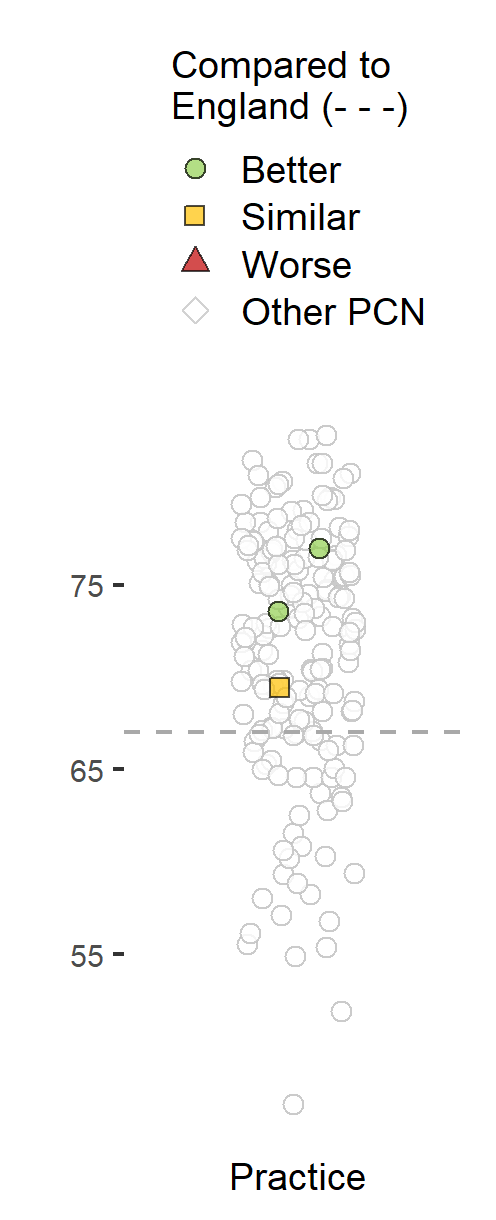 Compared to
England (- - -)
Better
Similar
Worse
Other PCN
75
65
55
Practice